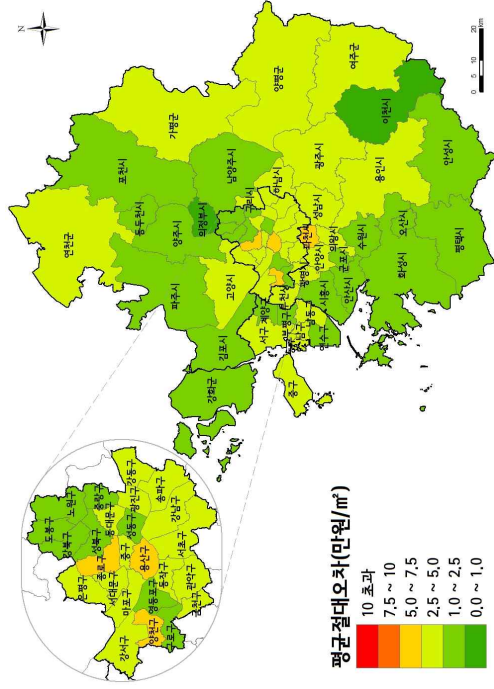 N
연천군
포천시
가평군
동두천시
양주시
의정부시
파주시
남양주시
고양시
구리시
양평군
김포시
강화군
하남시
서구
계양구
부천시
광주시
여주군
성남시
과천시
광명시
안양시
의왕시
군포시
시흥시
안산시
수원시
용인시
이천시
중구
남동구
연수구
화성시
오산시
평택시
안성시
0 5 10 20
km
도봉구
강북구
노원구
은평구
성북구
중랑구
종로구
동대문구
서대문구
강서구
마포구
중구
성동구
광진구
강동구
용산구
양천구
영등포구
동작구
구로구
송파구
강남구
서초구
관악구
금천구
평균절대오차(만원/㎡)
10 초과
7.5 ~ 10
5.0 ~ 7.5
2.5 ~ 5.0
1.0 ~ 2.5
0.0 ~ 1.0